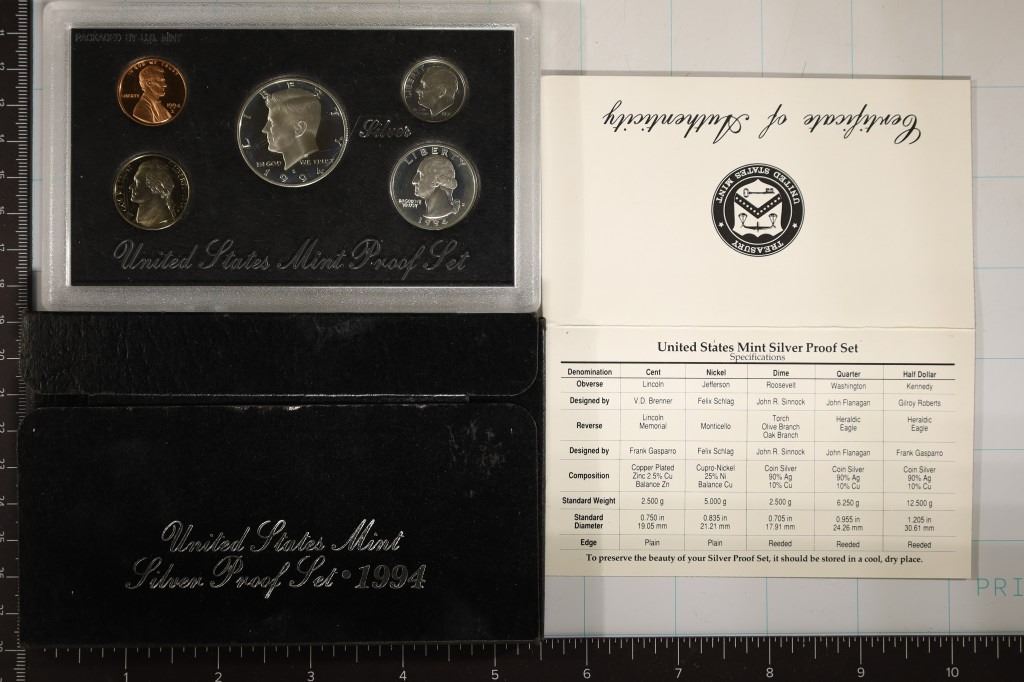 PACKAGED BY U.S. MINT
LIBERTY
1994
LIBERTY
IN GOD WE TRUST
1994
Silver
LIBERTY
IN GOD WE TRUST
1994
United States Mint Proof Set
United States Mint
Silver Proof Set • 1994
Certificate of Authenticity
UNITED STATES MINT
TREASURY
United States Mint Silver Proof Set
Specifications
Denomination Cent Nickel Dime Quarter Half Dollar
Obverse Lincoln Jefferson Roosevelt Washington Kennedy
Designed by V.D. Brenner Felix Schlag John R. Sinnock John Flanagan Gilroy Roberts
Reverse Lincoln Memorial Monticello Torch Olive Branch Oak Branch Heraldic Eagle Heraldic Eagle
Designed by Frank Gasparro Felix Schlag John R. Sinnock John Flanagan Frank Gasparro
Composition Copper Plated Zinc 2.5% Cu Balance Zn Cupro-Nickel 25% Ni Balance Cu Coin Silver 90% Ag 10% Cu Coin Silver 90% Ag 10% Cu Coin Silver 90% Ag 10% Cu
Standard Weight 2.500 g 5.000 g 2.500 g 6.250 g 12.500 g
Standard Diameter 0.750 in 19.05 mm 0.835 in 21.21 mm 0.705 in 17.91 mm 0.955 in 24.26 mm 1.205 in 30.61 mm
Edge Plain Plain Reeded Reeded Reeded
To preserve the beauty of your Silver Proof Set, it should be stored in a cool, dry place.
PRI
1 2 3 4 5 6 7 8 9 10